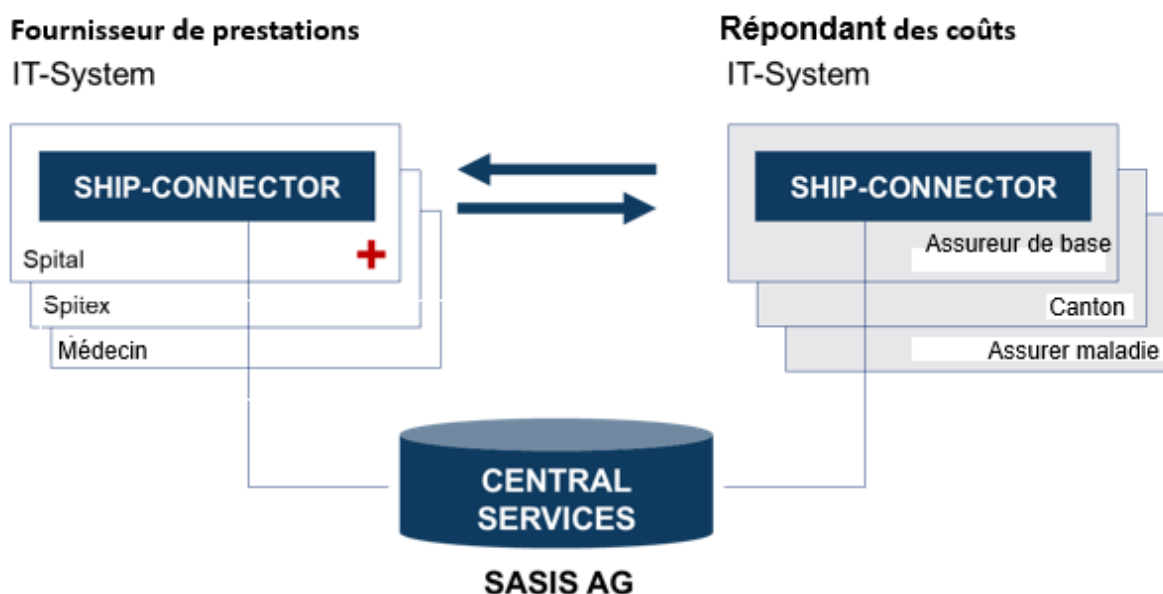 Fournisseur de prestations
IT-System
SHIP-CONNECTOR
Spital
Spitex
Médecin
Répondant des coûts
IT-System
SHIP-CONNECTOR
Assureur de base
Canton
Assurer maladie
CENTRAL
SERVICES
SASIS AG